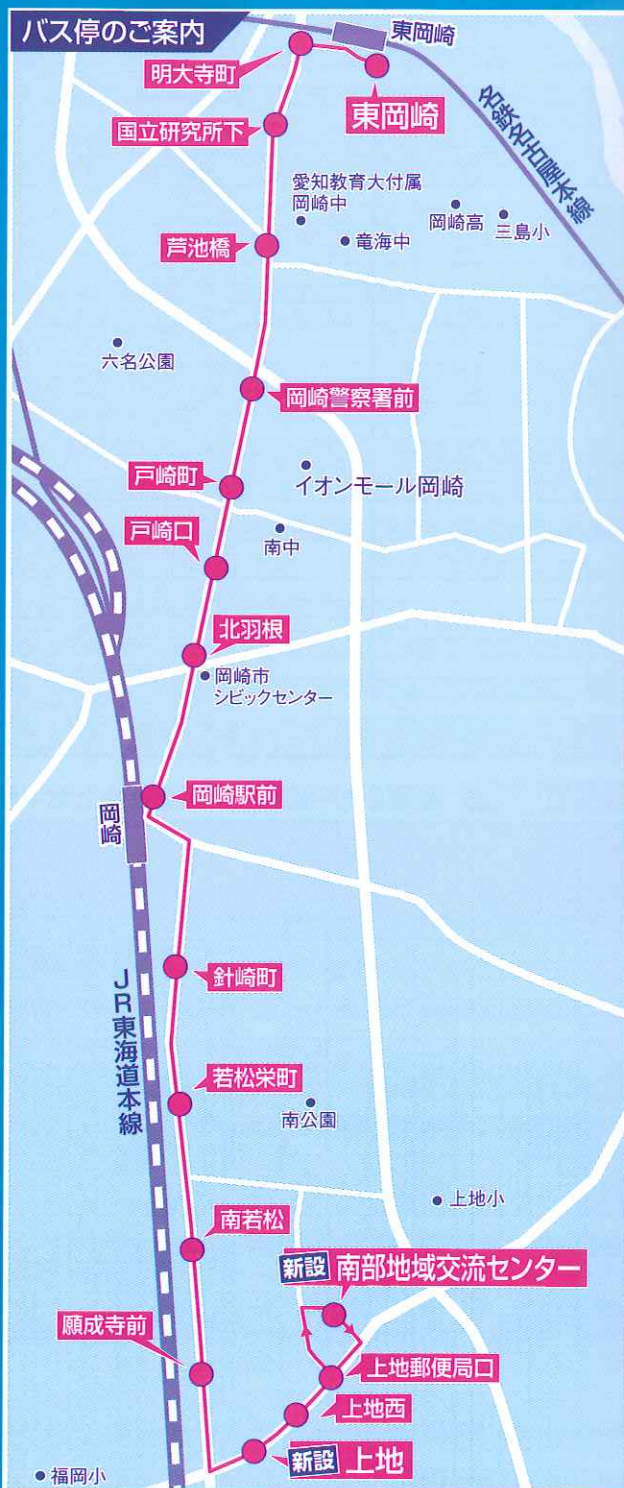 バス停のご案内
東岡崎
明大寺町
東岡崎
国立研究所下
名鉄名古屋本線
愛知教育大付属
岡崎中
岡崎高
三島小
竜海中
芦池橋
六名公園
岡崎警察署前
イオンモール岡崎
戸崎町
南中
戸崎口
北羽根
岡崎市
シビックセンター
岡崎駅前
岡崎
針崎町
JR東海道本線
若松栄町
南公園
上地小
南若松
新設 南部地域交流センター
願成寺前
上地郵便局口
上地西
新設 上地
福岡小